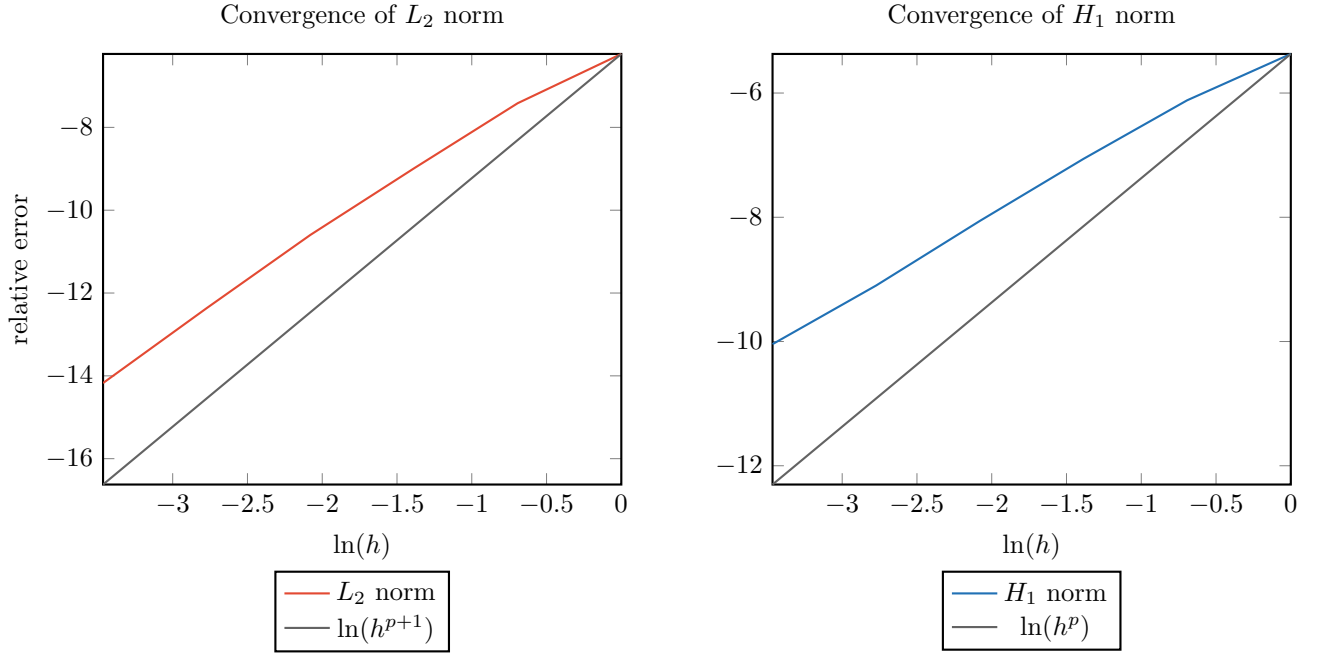 Convergence of L₂ norm
relative error
−8
−10
−12
−14
−16
−3 −2.5 −2 −1.5 −1 −0.5 0
ln(h)
L₂ norm
ln(hᵖ⁺¹)
Convergence of H₁ norm
−6
−8
−10
−12
−3 −2.5 −2 −1.5 −1 −0.5 0
ln(h)
H₁ norm
ln(hᵖ)